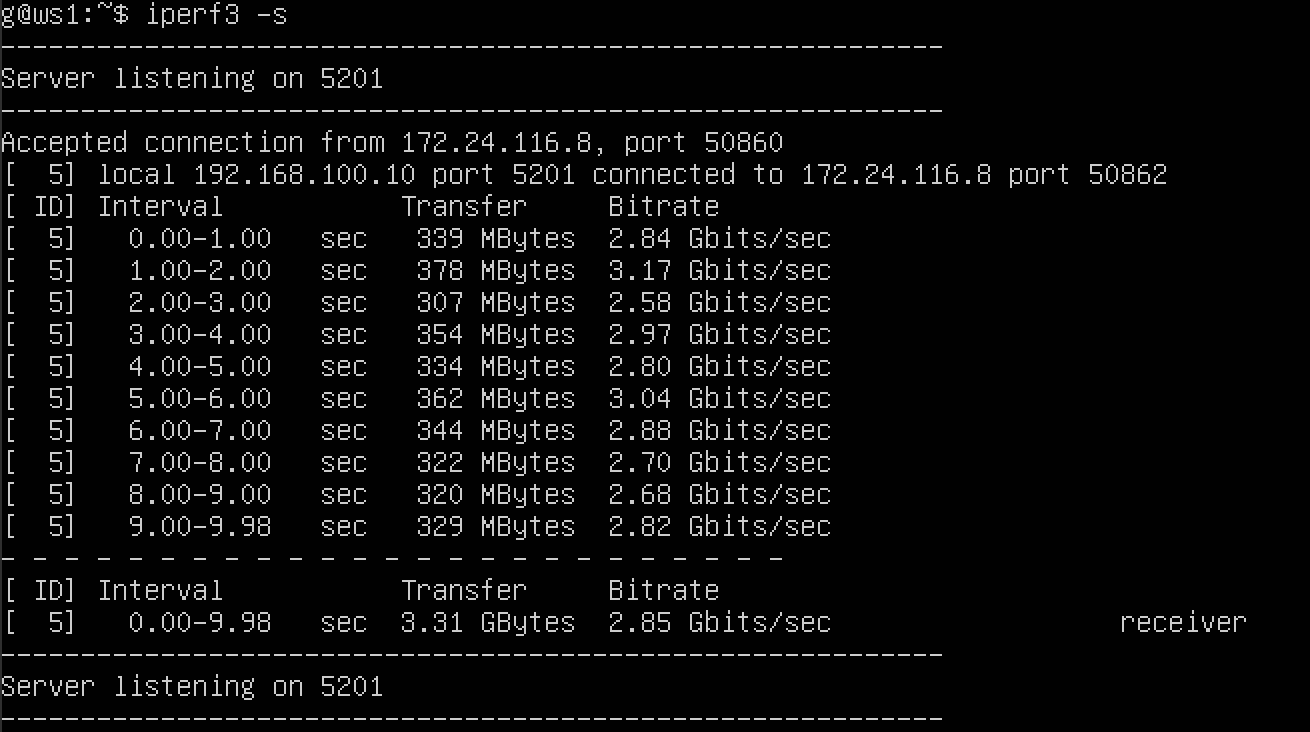 g@ws1:~$ iperf3 -s
-----------------------------------------------------------
Server listening on 5201
-----------------------------------------------------------
Accepted connection from 172.24.116.8, port 50860
[  5] local 192.168.100.10 port 5201 connected to 172.24.116.8 port 50862
[ ID] Interval           Transfer     Bitrate
[  5]   0.00-1.00   sec   339 MBytes  2.84 Gbits/sec
[  5]   1.00-2.00   sec   378 MBytes  3.17 Gbits/sec
[  5]   2.00-3.00   sec   307 MBytes  2.58 Gbits/sec
[  5]   3.00-4.00   sec   354 MBytes  2.97 Gbits/sec
[  5]   4.00-5.00   sec   334 MBytes  2.80 Gbits/sec
[  5]   5.00-6.00   sec   362 MBytes  3.04 Gbits/sec
[  5]   6.00-7.00   sec   344 MBytes  2.88 Gbits/sec
[  5]   7.00-8.00   sec   322 MBytes  2.70 Gbits/sec
[  5]   8.00-9.00   sec   320 MBytes  2.68 Gbits/sec
[  5]   9.00-9.98   sec   329 MBytes  2.82 Gbits/sec
- - - - - - - - - - - - - - - - - - - - - - - - -
[ ID] Interval           Transfer     Bitrate
[  5]   0.00-9.98   sec  3.31 GBytes  2.85 Gbits/sec                  receiver
-----------------------------------------------------------
Server listening on 5201
-----------------------------------------------------------